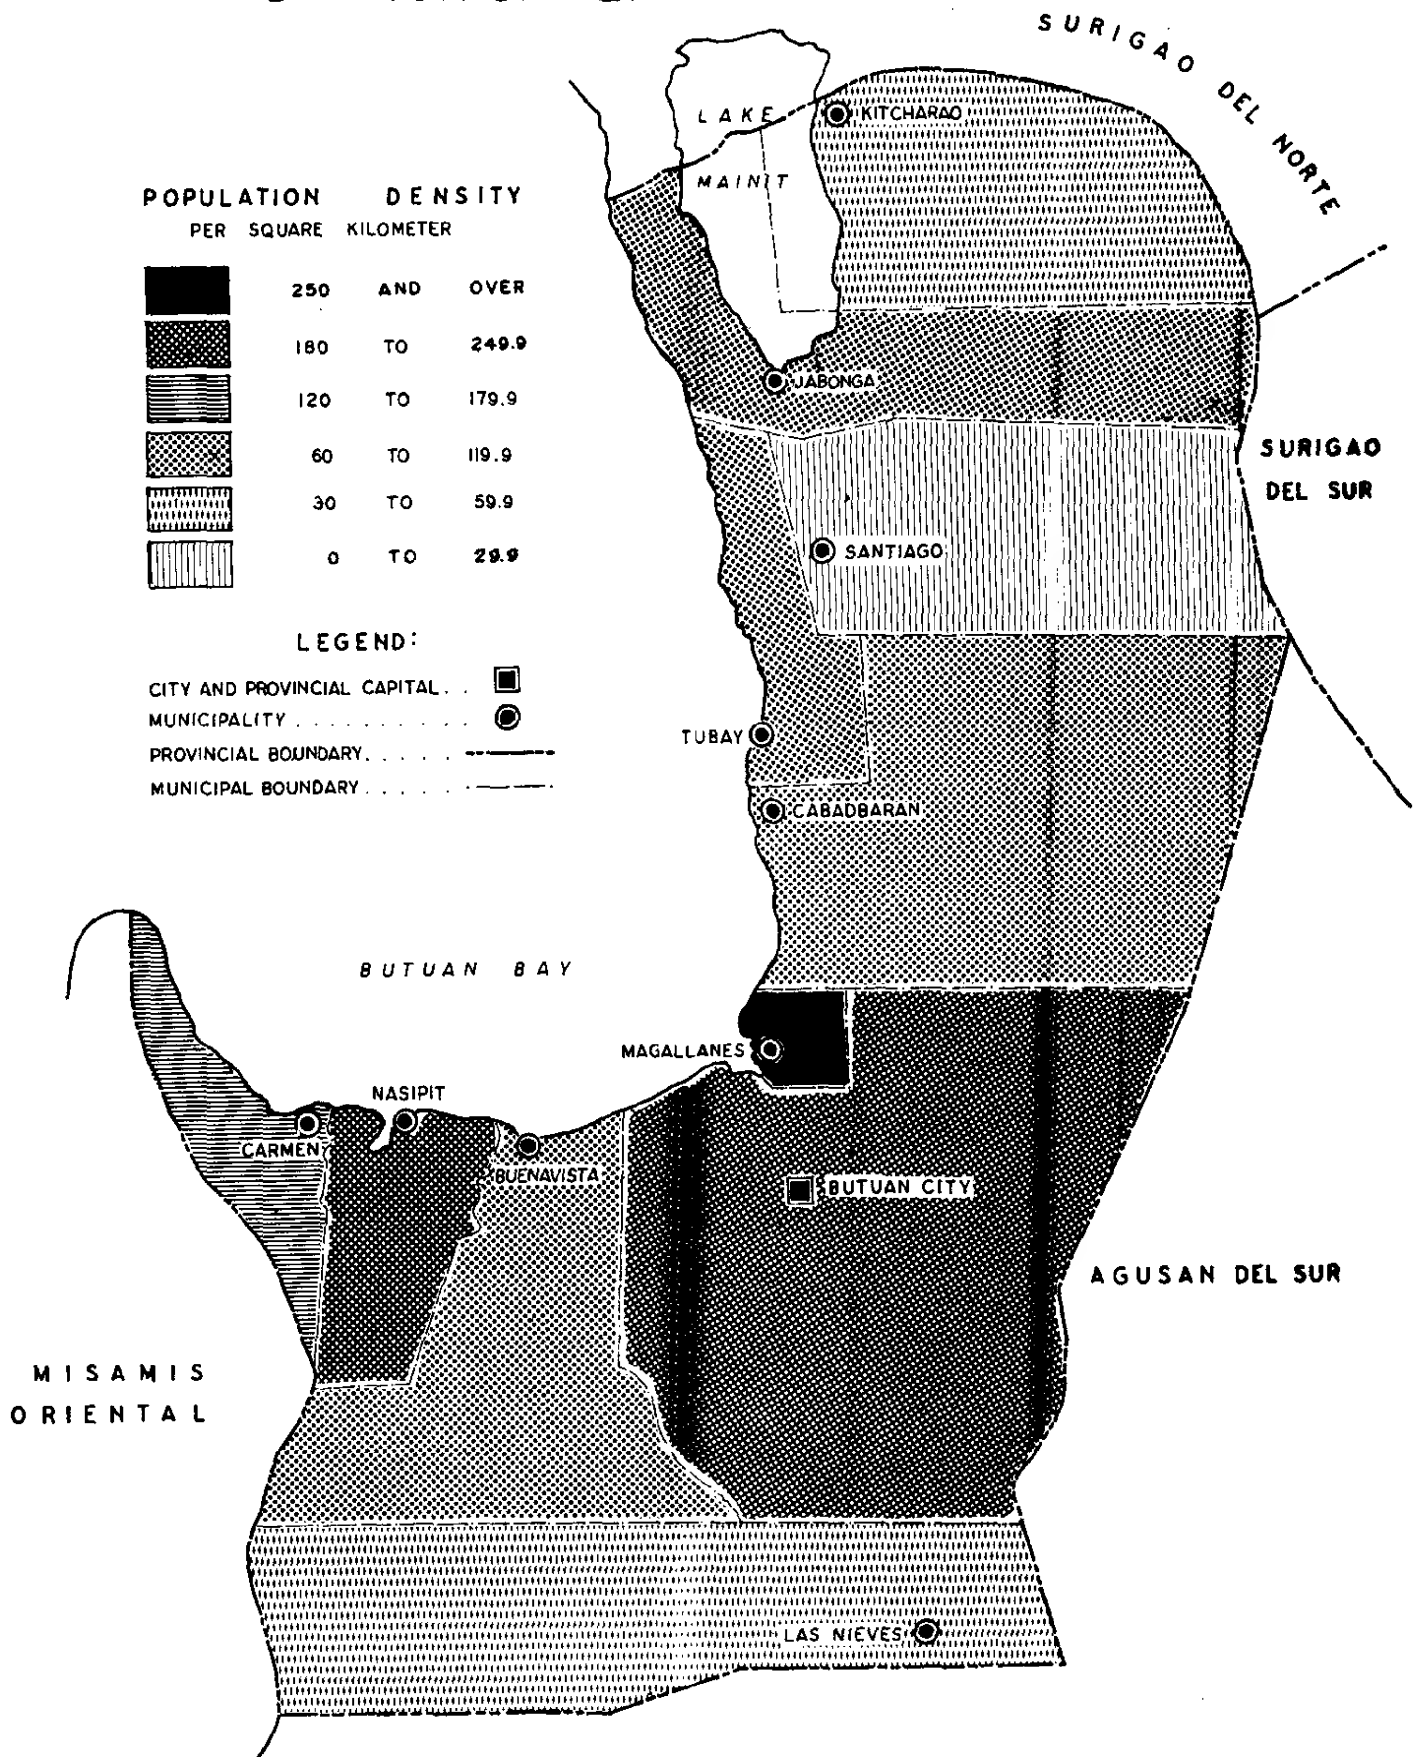 SURIGAO DEL NORTE
LAKE
MAINIT
KITCHARAO
POPULATION DENSITY
PER SQUARE KILOMETER
250 AND OVER
180 TO 249.9
120 TO 179.9
60 TO 119.9
30 TO 59.9
0 TO 29.9
JABONGA
SURIGAO
DEL SUR
SANTIAGO
LEGEND:
CITY AND PROVINCIAL CAPITAL . .
MUNICIPALITY . . . . . . . . . .
PROVINCIAL BOUNDARY . . . . . .
MUNICIPAL BOUNDARY . . . . . .
TUBAY
CABADBARAN
BUTUAN BAY
MAGALLANES
NASIPIT
CARMEN
BUENAVISTA
BUTUAN CITY
AGUSAN DEL SUR
MISAMIS
ORIENTAL
LAS NIEVES